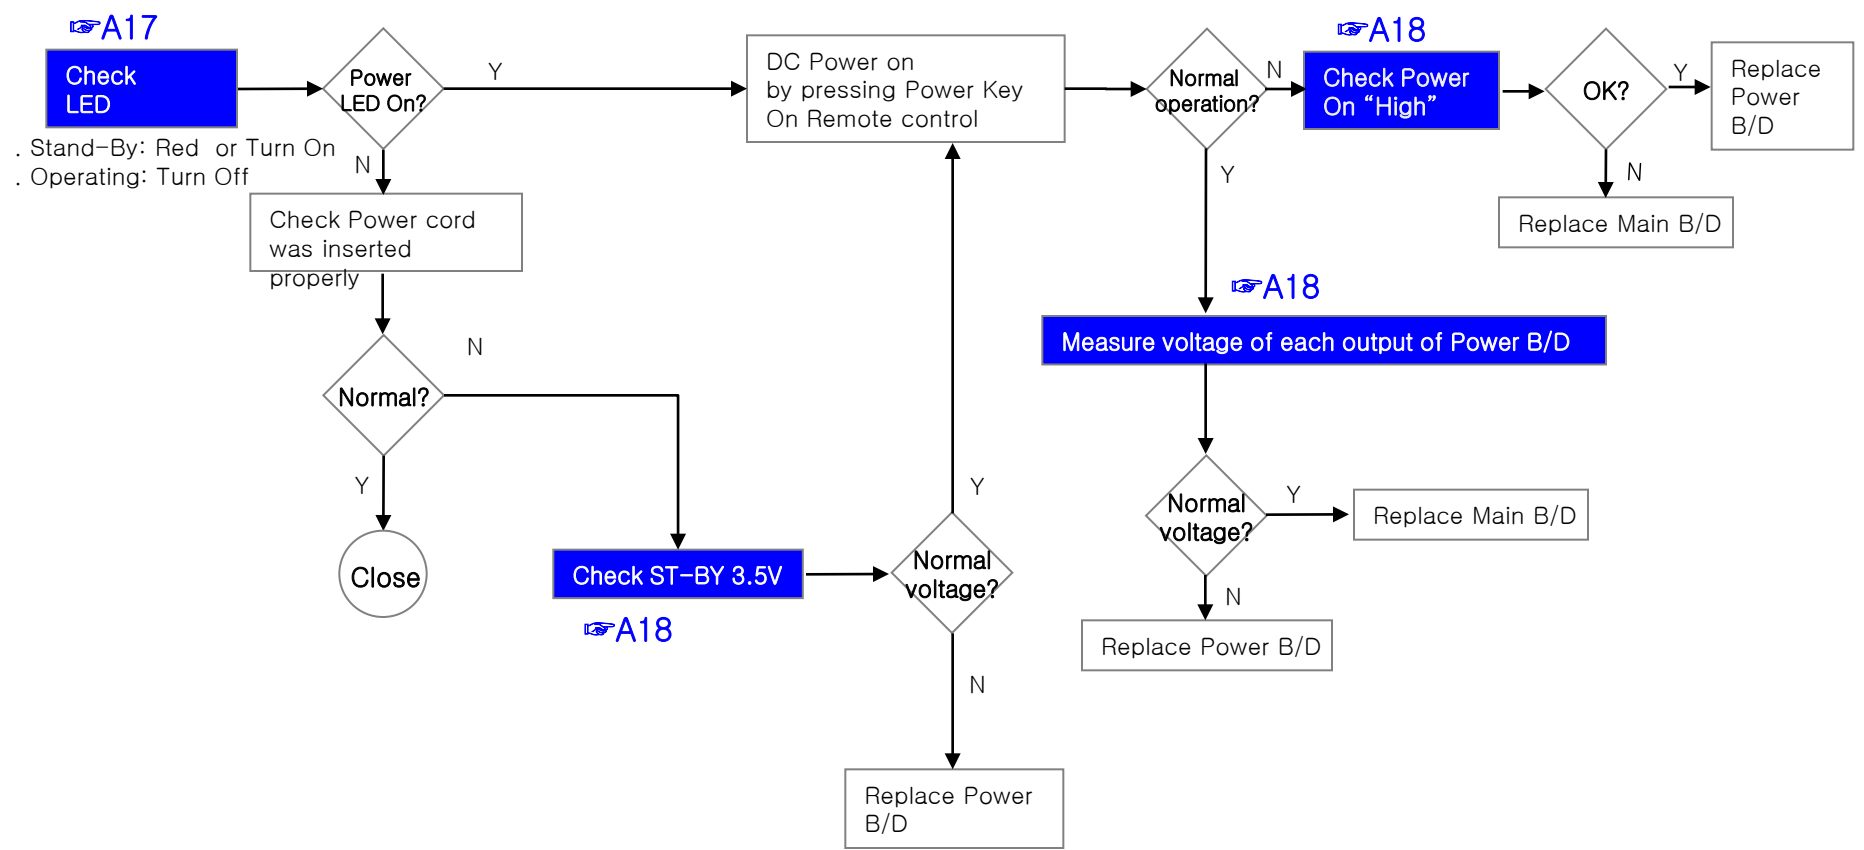 ☞A17
Check
LED
. Stand-By: Red or Turn On
. Operating: Turn Off
Power
LED On?
Y
N
Check Power cord
was inserted
properly
Normal?
N
Y
Close
Check ST-BY 3.5V
☞A18
Normal
voltage?
Y
N
Replace Power
B/D
DC Power on
by pressing Power Key
On Remote control
Normal
operation?
N
Y
☞A18
Check Power
On “High”
OK?
Y
Replace
Power
B/D
N
Replace Main B/D
☞A18
Measure voltage of each output of Power B/D
Normal
voltage?
Y
Replace Main B/D
N
Replace Power B/D